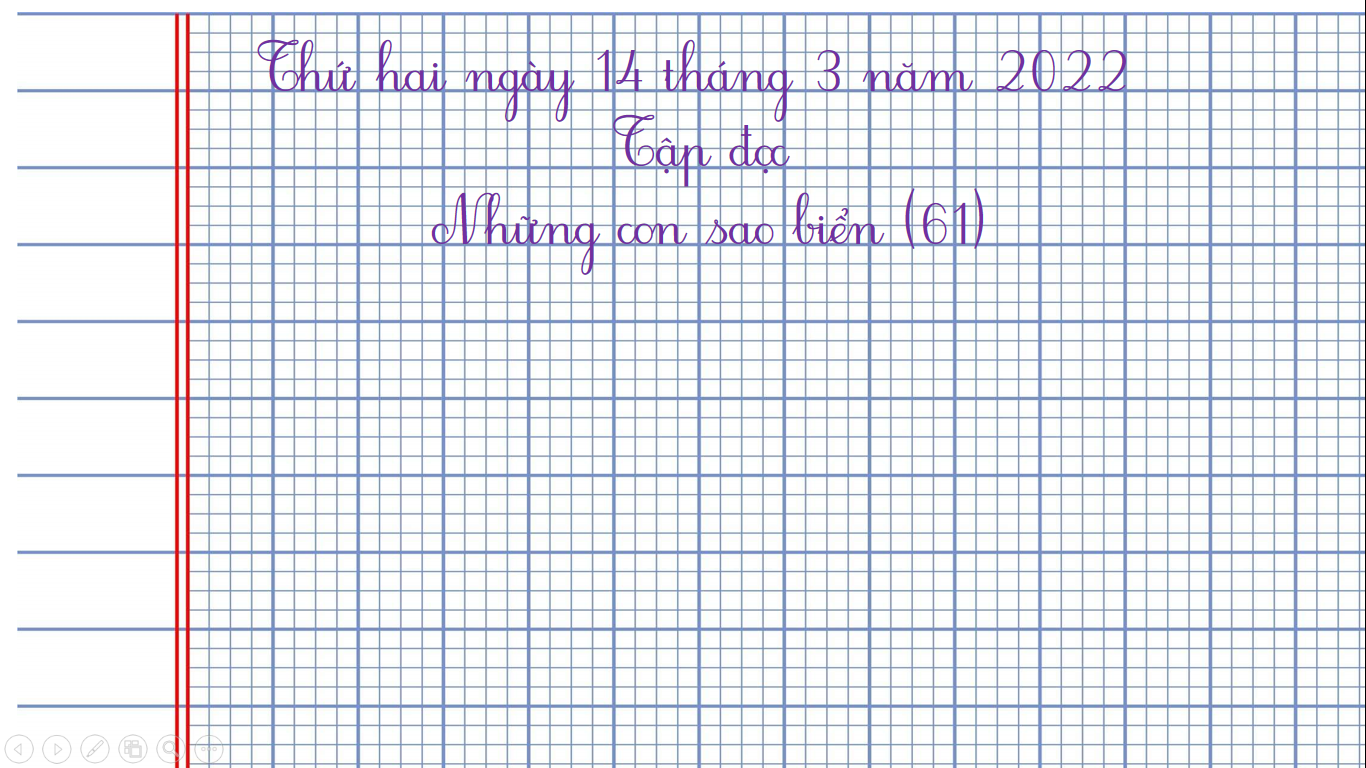 Thứ hai ngày 14 tháng 3 năm 2022
Tập đọc
Những con sao biển (61)